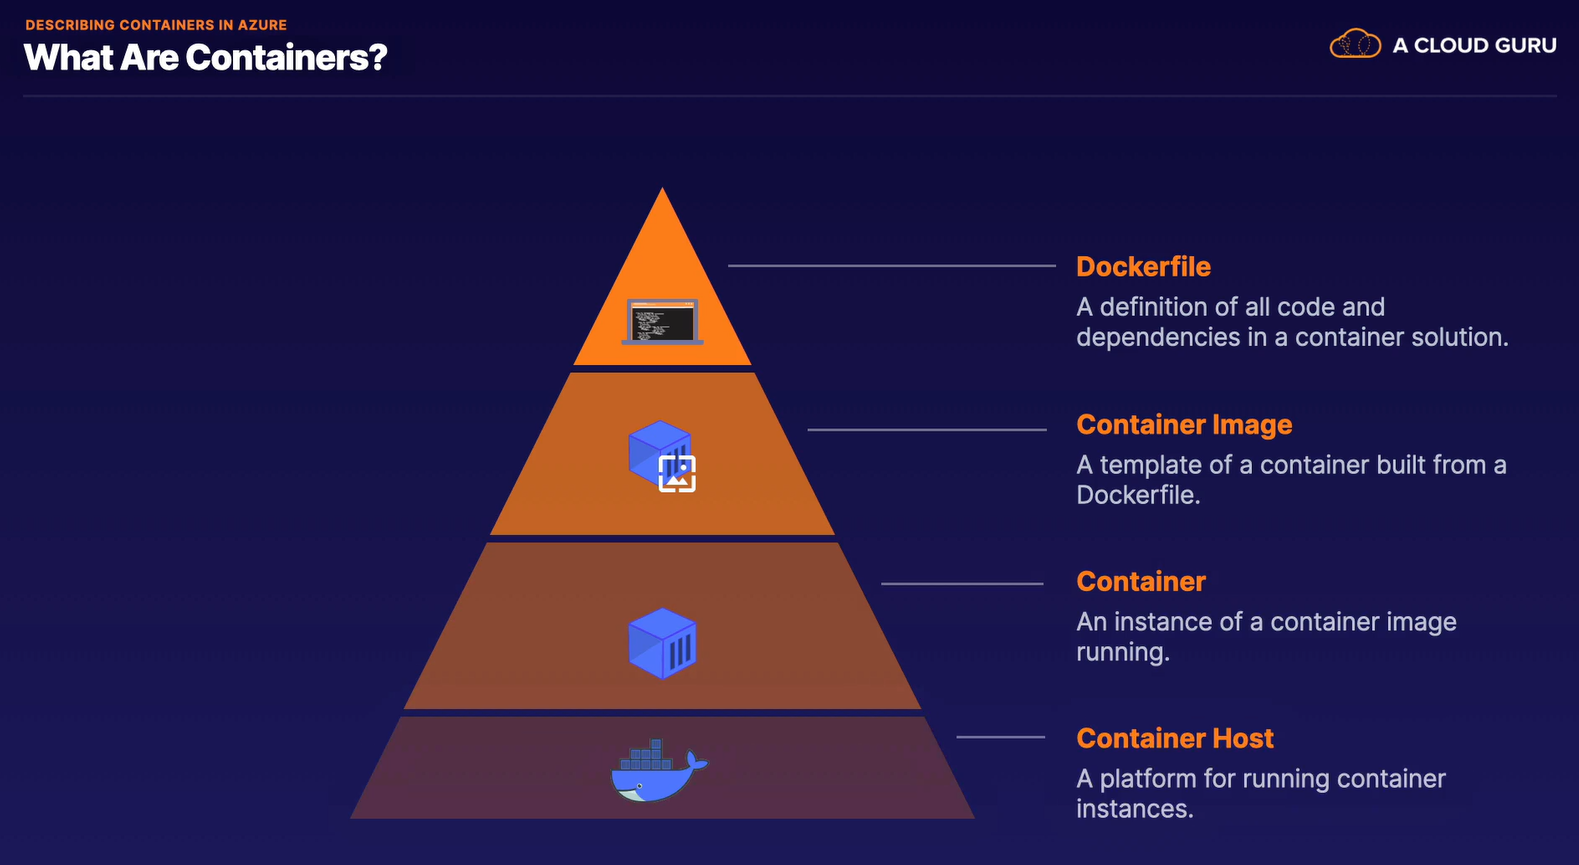 DESCRIBING CONTAINERS IN AZURE
What Are Containers?
A CLOUD GURU
Dockerfile
A definition of all code and
dependencies in a container solution.
Container Image
A template of a container built from a
Dockerfile.
Container
An instance of a container image
running.
Container Host
A platform for running container
instances.